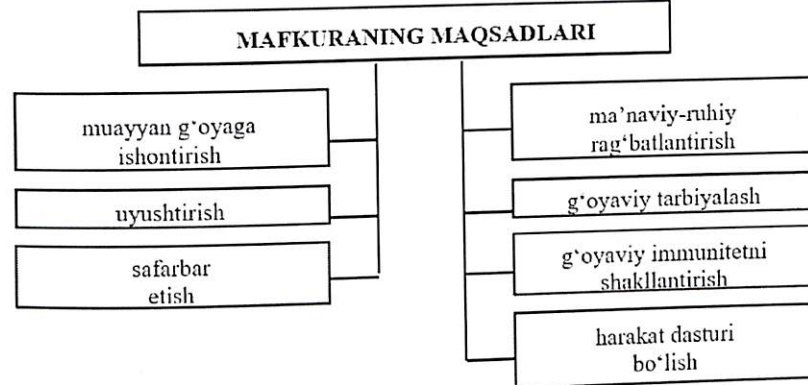 MAFKURANING MAQSADLARI
muayyan g‘oyaga
ishontirish
uyushtirish
safarbar
etish
ma’naviy-ruhiy
rag‘batlantirish
g‘oyaviy tarbiyalash
g‘oyaviy immunitetni
shakllantirish
harakat dasturi
bo‘lish